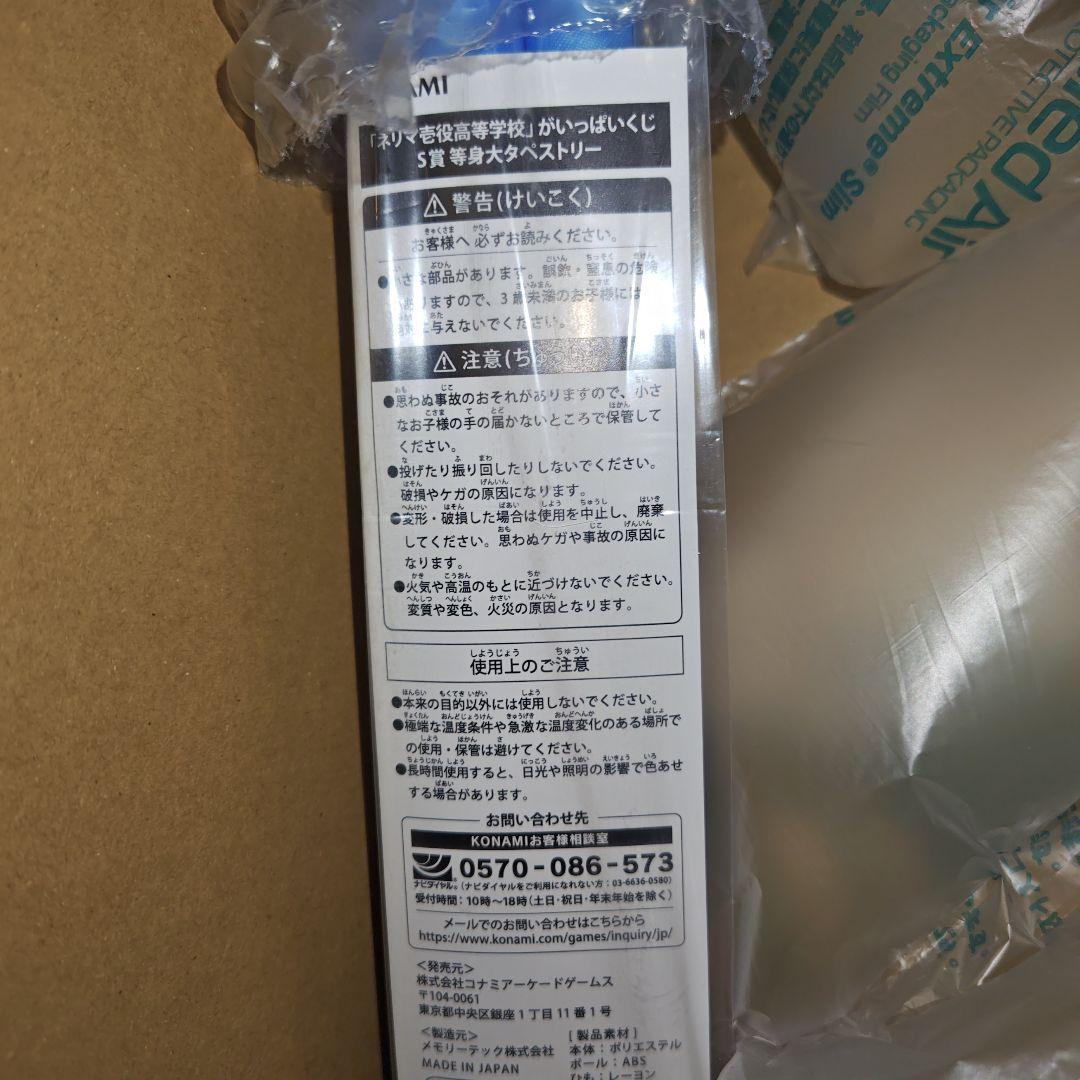 AMI
「ネリマ壱役高等学校」がいっぱいくじ
S賞 等身大タペストリー
警告(けいこく)
お客様へ 必ずお読みください。
部品があります。誤飲・窒息の危険
ありますので、3歳未満のお子様には
与えないでください。
注意(ちゅう
●思わぬ事故のおそれがありますので、小さ
なお子様の手の届かないところで保管して
ください。
●投げたり振り回したりしないでください。
破損やケガの原因になります。
●変形・破損した場合は使用を中止し、廃棄
してください。思わぬケガや事故の原因に
なります。
●火気や高温のもとに近づけないでください。
変質や変色、火災の原因となります。
使用上のご注意
●本来の目的以外には使用しないでください。
●極端な温度条件や急激な温度変化のある場所で
の使用・保管は避けてください。
●長時間使用すると、日光や照明の影響で色あせ
する場合があります。
お問い合わせ先
KONAMIお客様相談室
ナビダイヤル® 0570-086-573
(ナビダイヤルをご利用になれない方:03-6636-0580)
受付時間:10時～18時(土日・祝日・年末年始を除く)
メールでのお問い合わせはこちらから
https://www.konami.com/games/inquiry/jp/
<発売元>
株式会社コナミアーケードゲームス
〒104-0061
東京都中央区銀座1丁目11番1号
<製造元>
メモリーテック株式会社
MADE IN JAPAN
[製品素材]
本体:ポリエステル
ポール:ABS
ひも:レーヨン
Extreme® Slim
Packaging Film
ed Air
PROTECTIVE PACKAGING